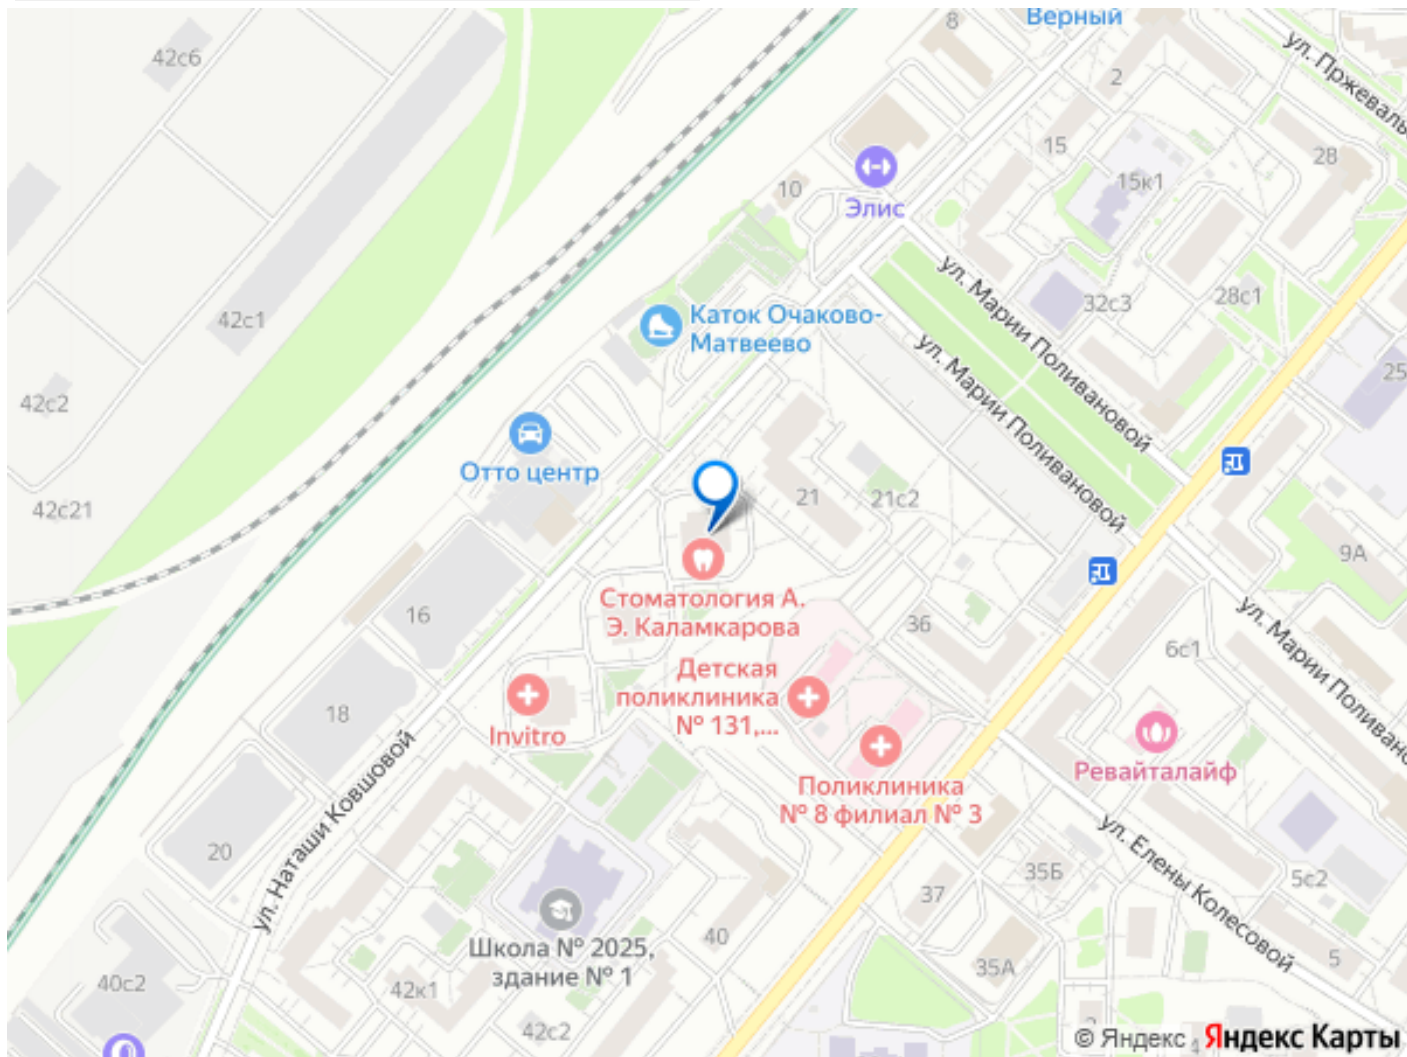 Верный
8
ул. Пржеваль
42с6
2
15
28
15к1
10
Элис
ул. Марии Поливановой
28с1
32с3
42с1
Каток Очаково-
Матвеево
ул. Марии Поливановой
25
42с2
Отто центр
21
21с2
42с21
9А
Стоматология А.
Э. Каламкарова
16
36
ул. Марии Поливано
6с1
Детская
поликлиника
№ 131,...
18
Invitro
ул. Наташи Ковшовой
Ревайталайф
Поликлиника
№ 8 филиал № 3
20
ул. Елены Колесовой
35Б
5с2
37
40
Школа № 2025,
здание № 1
35А
5
40с2
42к1
42с2
4
© Яндекс
Яндекс Карты